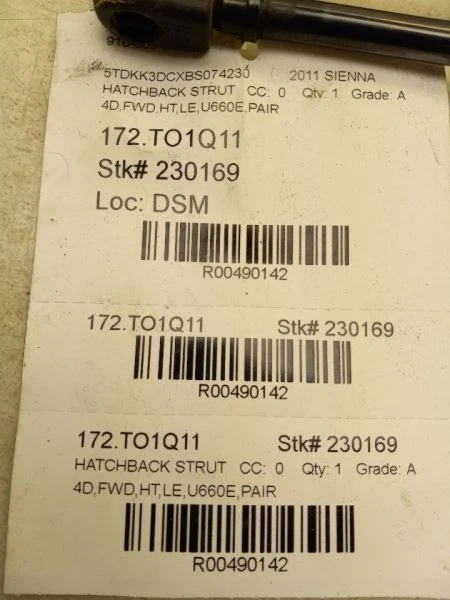 5TDKK3DCXBS074230 2011 SIENNA
HATCHBACK STRUT CC: 0 Qty: 1 Grade: A
4D,FWD,HT,LE,U660E,PAIR
172.TO1Q11
Stk# 230169
Loc: DSM
R00490142
172.TO1Q11 Stk# 230169
R00490142
172.TO1Q11 Stk# 230169
HATCHBACK STRUT CC: 0 Qty: 1 Grade: A
4D,FWD,HT,LE,U660E,PAIR
R00490142